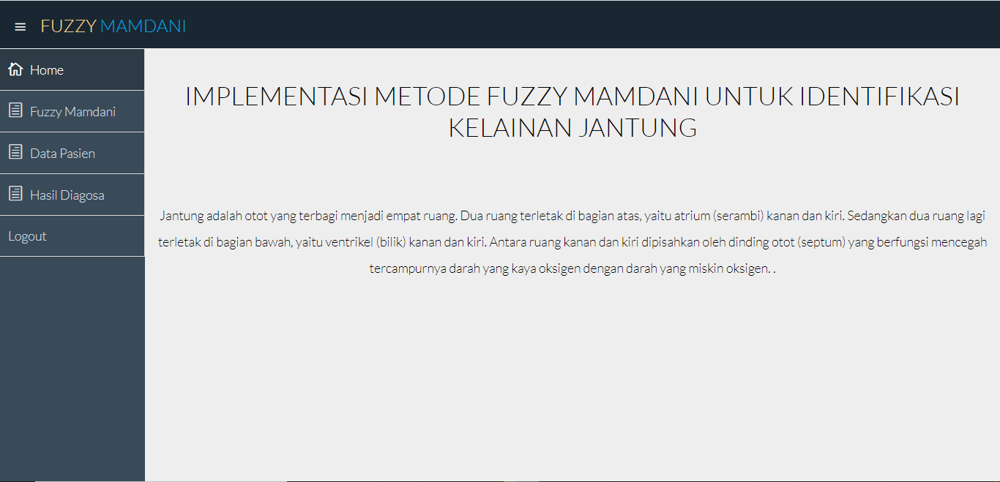 FUZZY MAMDANI
Home
Fuzzy Mamdani
Data Pasien
Hasil Diagosa
Logout
IMPLEMENTASI METODE FUZZY MAMDANI UNTUK IDENTIFIKASI
KELAINAN JANTUNG
Jantung adalah otot yang terbagi menjadi empat ruang. Dua ruang terletak di bagian atas, yaitu atrium (serambi) kanan dan kiri. Sedangkan dua ruang lagi
terletak di bagian bawah, yaitu ventrikel (bilik) kanan dan kiri. Antara ruang kanan dan kiri dipisahkan oleh dinding otot (septum) yang berfungsi mencegah
tercampurnya darah yang kaya oksigen dengan darah yang miskin oksigen. .